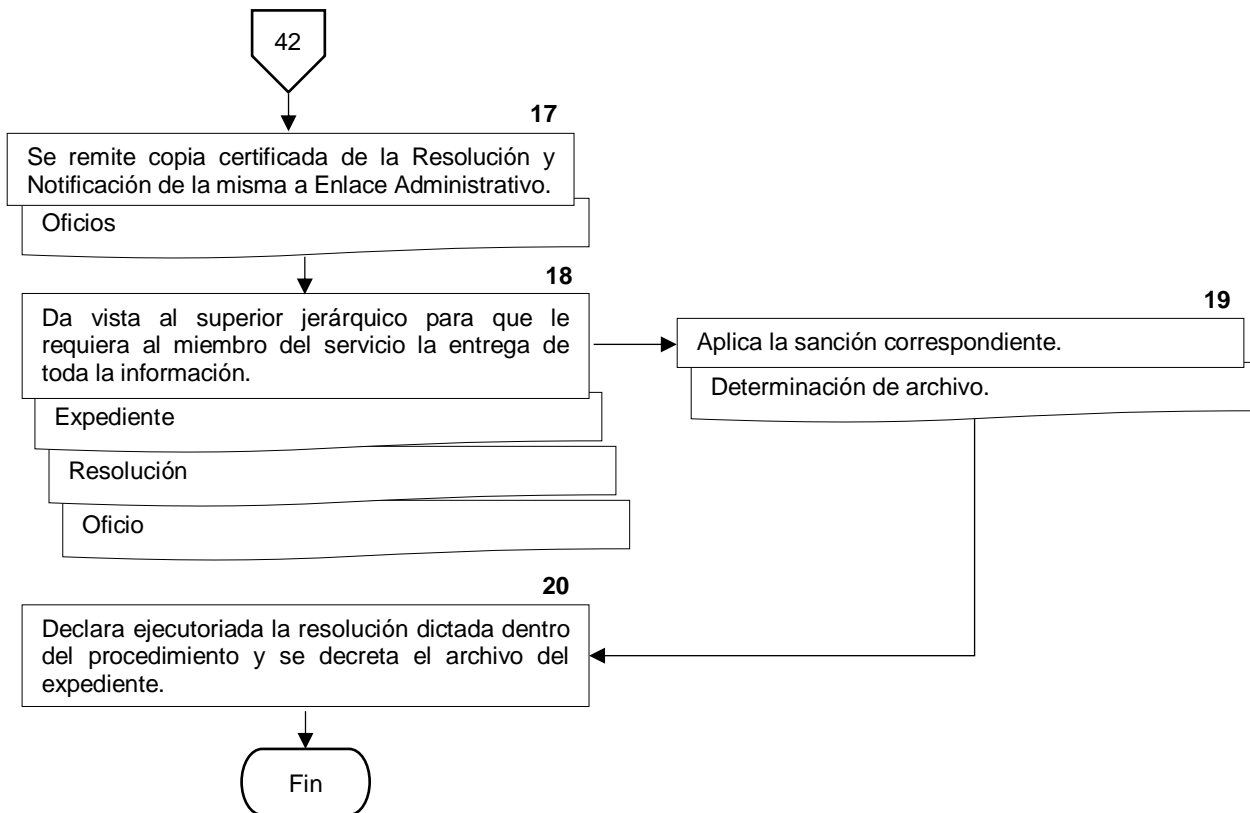 42
17
Se remite copia certificada de la Resolución y
Notificación de la misma a Enlace Administrativo.
Oficios
18
Da vista al superior jerárquico para que le
requiera al miembro del servicio la entrega de
toda la información.
Expediente
Resolución
Oficio
19
Aplica la sanción correspondiente.
Determinación de archivo.
20
Declara ejecutoriada la resolución dictada dentro
del procedimiento y se decreta el archivo del
expediente.
Fin